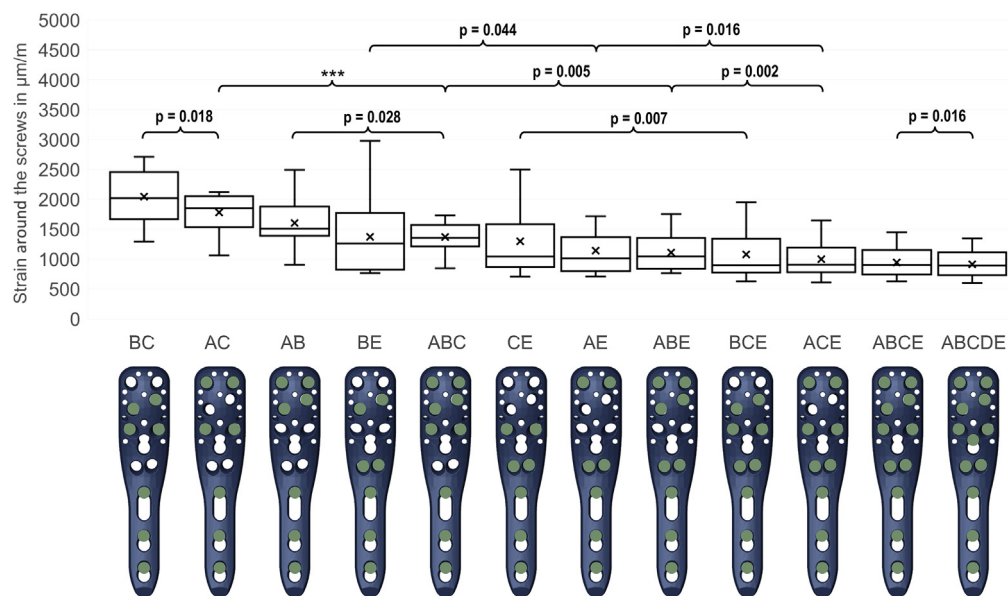 Strain around the screws in µm/m
5000
4500
4000
3500
3000
2500
2000
1500
1000
500
0
p = 0.044
p = 0.016
***
p = 0.005
p = 0.002
p = 0.018
p = 0.028
p = 0.007
p = 0.016
BC AC AB BE ABC CE AE ABE BCE ACE ABCE ABCDE